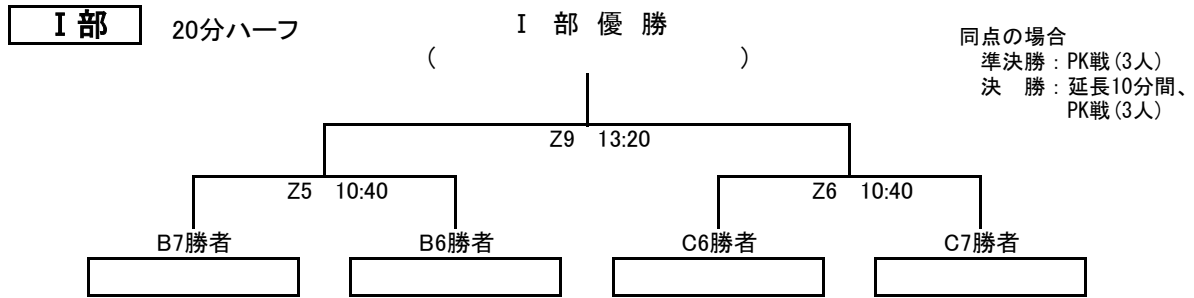 Ⅰ部 20分ハーフ
Ⅰ 部 優 勝
( )
同点の場合
準決勝：PK戦(3人)
決 勝：延長10分間、
PK戦(3人)
Z9 13:20
Z5 10:40 Z6 10:40
B7勝者 B6勝者 C6勝者 C7勝者